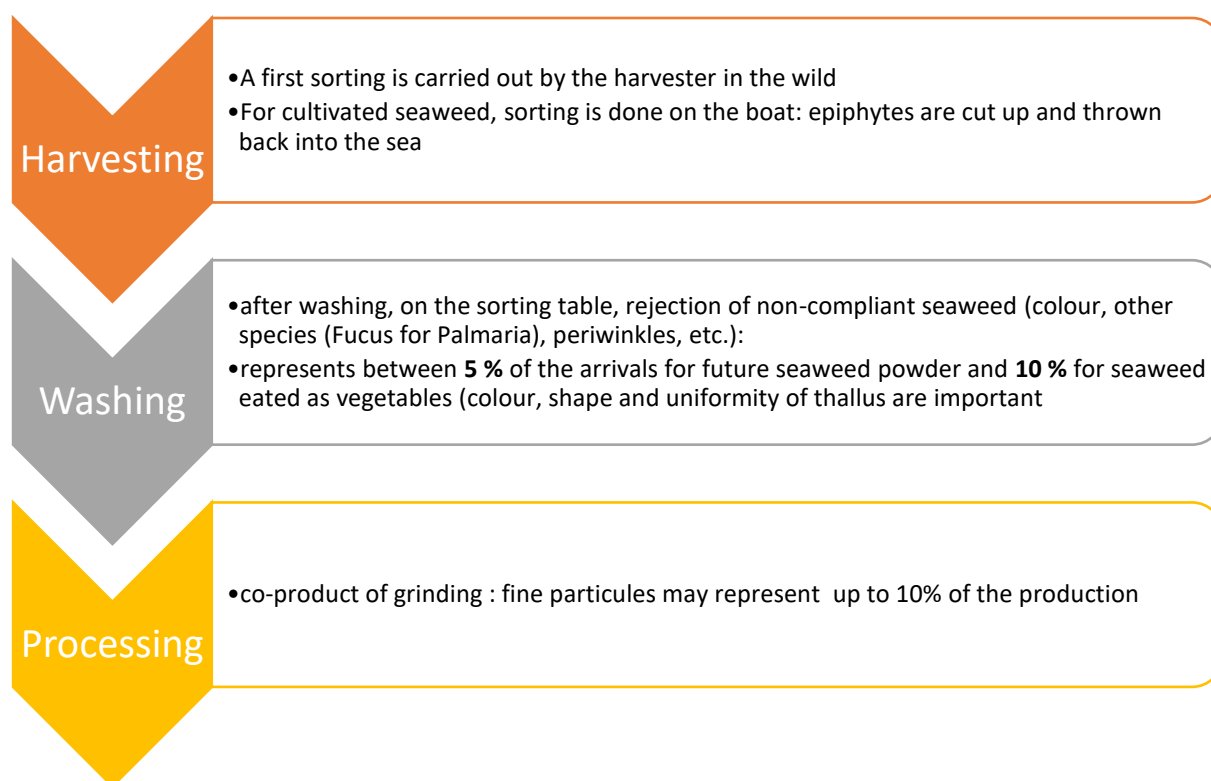 Harvesting
•A first sorting is carried out by the harvester in the wild
•For cultivated seaweed, sorting is done on the boat: epiphytes are cut up and thrown
back into the sea
Washing
•after washing, on the sorting table, rejection of non-compliant seaweed (colour, other
species (Fucus for Palmaria), periwinkles, etc.):
•represents between 5 % of the arrivals for future seaweed powder and 10 % for seaweed
eated as vegetables (colour, shape and uniformity of thallus are important
Processing
•co-product of grinding : fine particules may represent up to 10% of the production